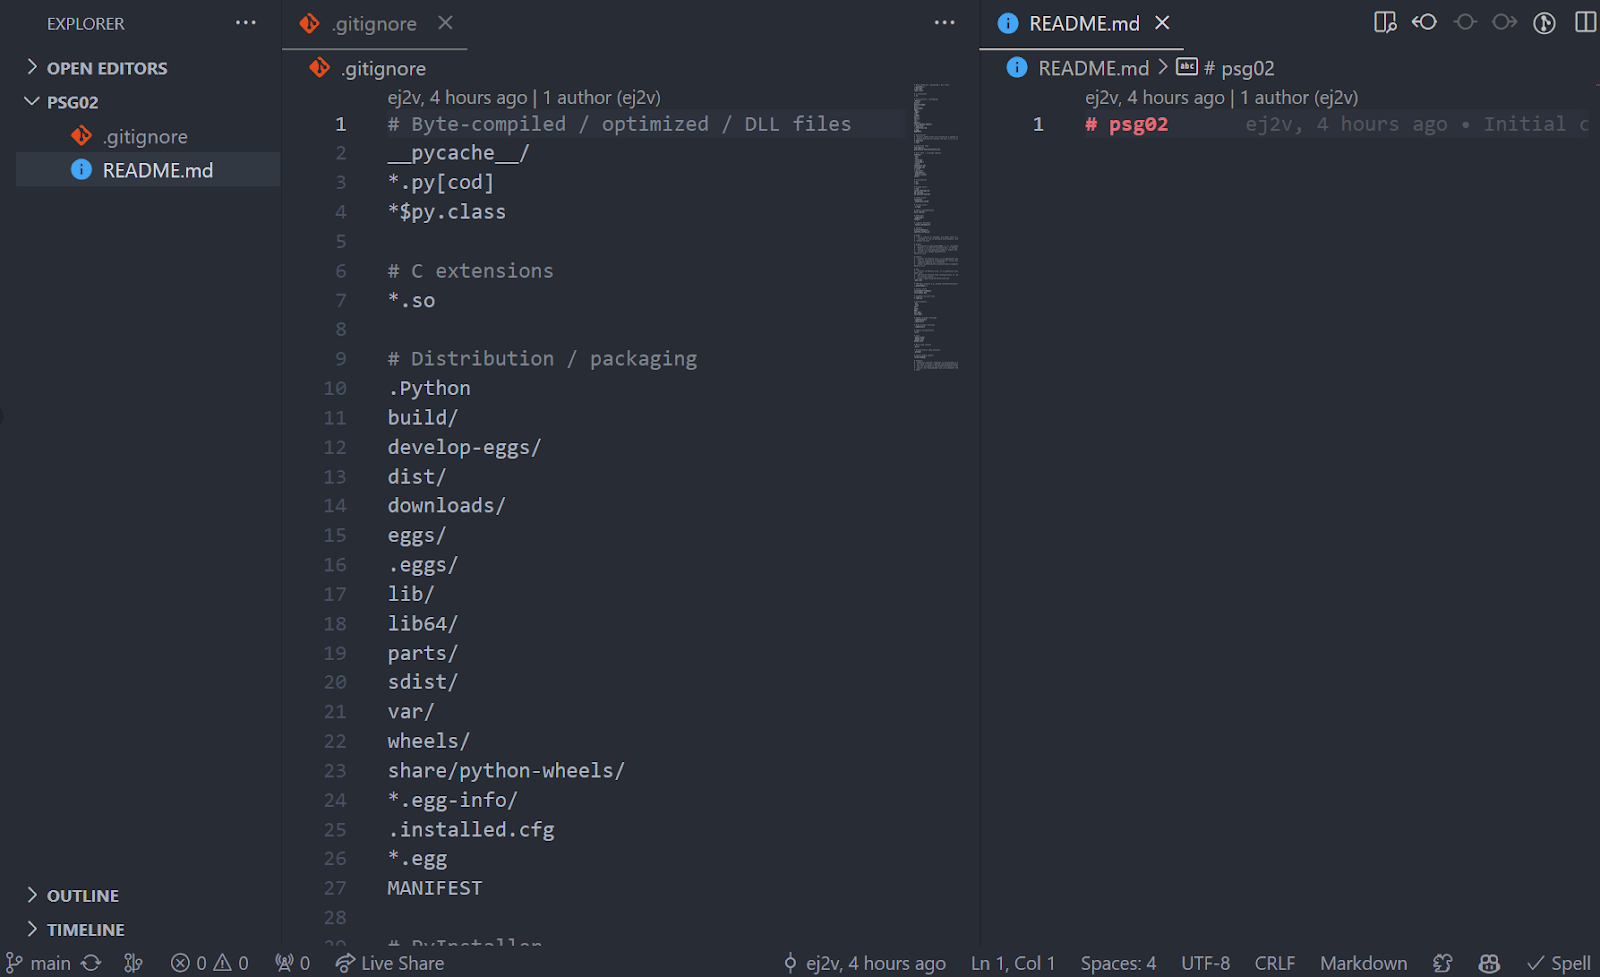 EXPLORER
OPEN EDITORS
PSG02
.gitignore
README.md
OUTLINE
TIMELINE
.gitignore
.gitignore
ej2v, 4 hours ago | 1 author (ej2v)
1 # Byte-compiled / optimized / DLL files
2 __pycache__/
3 *.py[cod]
4 *$py.class
5
6 # C extensions
7 *.so
8
9 # Distribution / packaging
10 .Python
11 build/
12 develop-eggs/
13 dist/
14 downloads/
15 eggs/
16 .eggs/
17 lib/
18 lib64/
19 parts/
20 sdist/
21 var/
22 wheels/
23 share/python-wheels/
24 *.egg-info/
25 .installed.cfg
26 *.egg
27 MANIFEST
28
29 # PyInstaller
README.md
README.md > abc # psg02
ej2v, 4 hours ago | 1 author (ej2v)
1 # psg02 ej2v, 4 hours ago • Initial c
main 0 0 0 Live Share ej2v, 4 hours ago Ln 1, Col 1 Spaces: 4 UTF-8 CRLF Markdown Spell